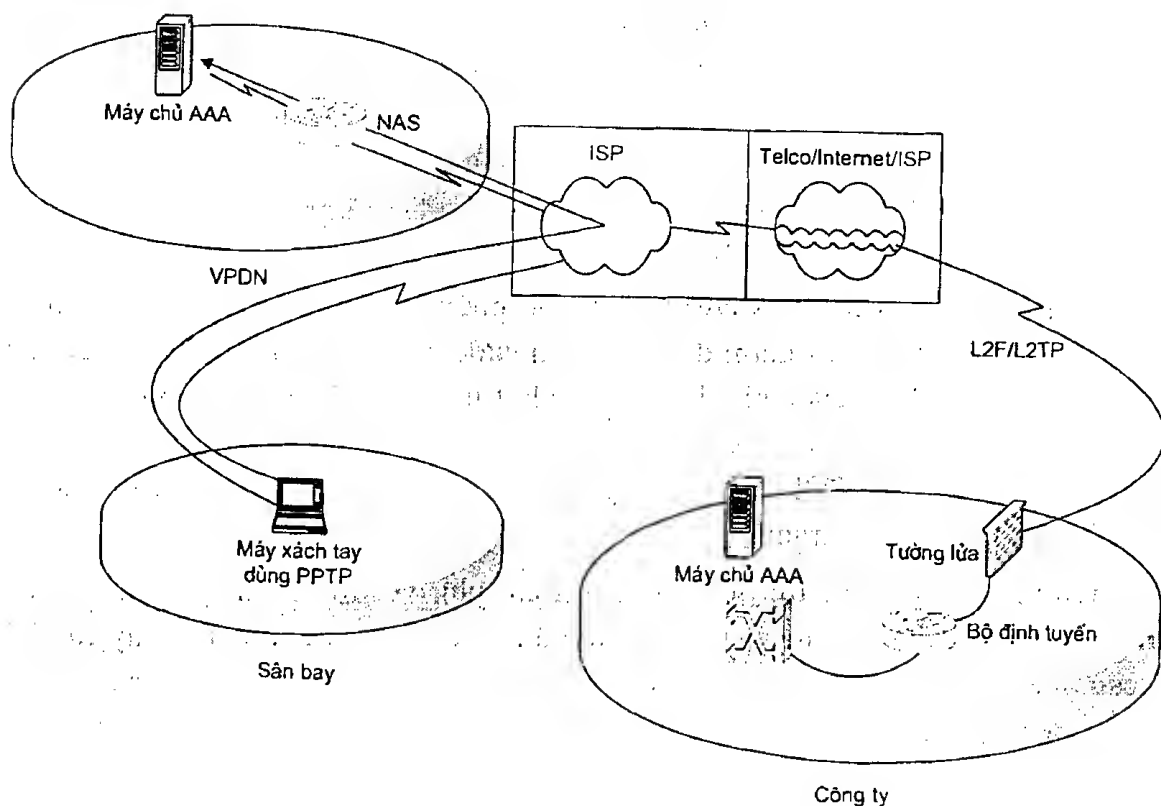 Máy chủ AAA
NAS
ISP
Telco/Internet/ISP
VPDN
L2F/L2TP
Máy xách tay
dùng PPTP
Sân bay
Máy chủ AAA
Tường lửa
Bộ định tuyến
Công ty